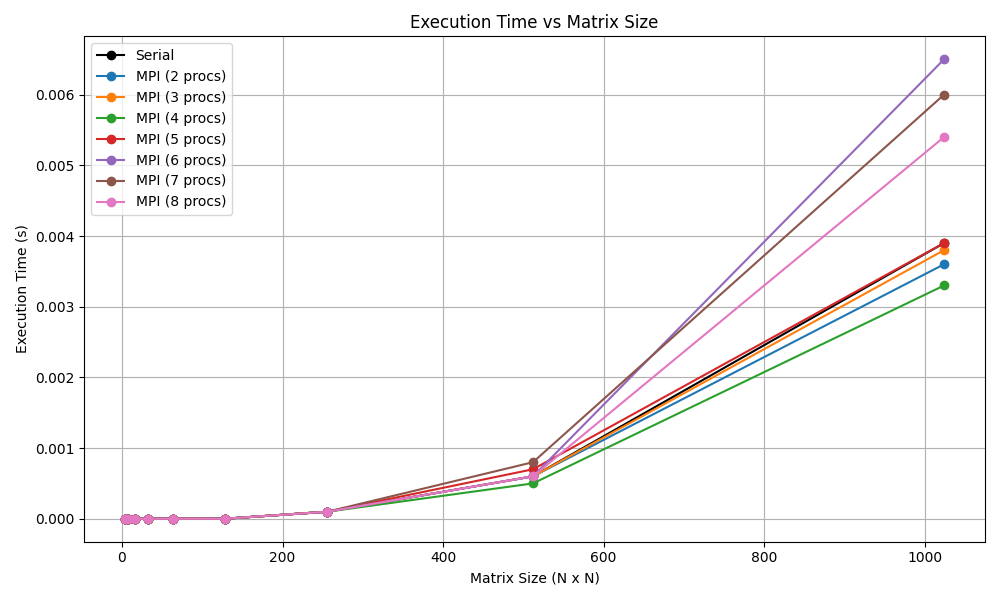 Execution Time vs Matrix Size
Serial
MPI (2 procs)
MPI (3 procs)
MPI (4 procs)
MPI (5 procs)
MPI (6 procs)
MPI (7 procs)
MPI (8 procs)
Execution Time (s)
0.006
0.005
0.004
0.003
0.002
0.001
0.000
0 200 400 600 800 1000
Matrix Size (N x N)